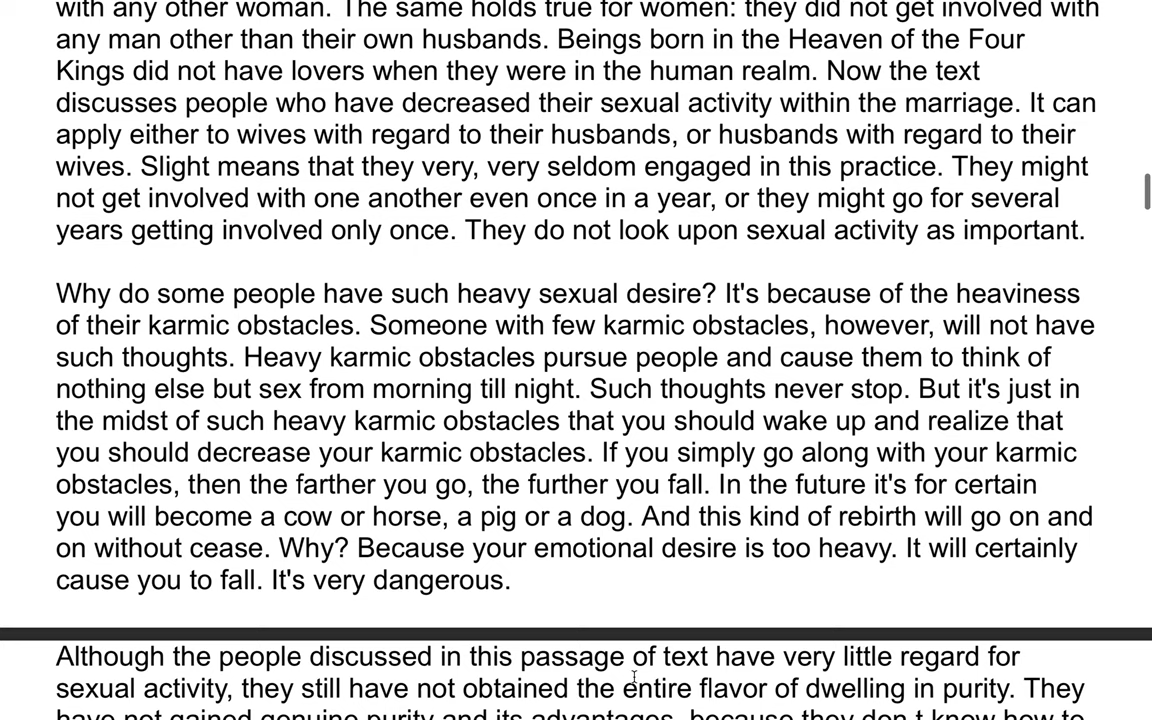 with any other woman. The same holds true for women: they did not get involved with
any man other than their own husbands. Beings born in the Heaven of the Four
Kings did not have lovers when they were in the human realm. Now the text
discusses people who have decreased their sexual activity within the marriage. It can
apply either to wives with regard to their husbands, or husbands with regard to their
wives. Slight means that they very, very seldom engaged in this practice. They might
not get involved with one another even once in a year, or they might go for several
years getting involved only once. They do not look upon sexual activity as important.
Why do some people have such heavy sexual desire? It's because of the heaviness
of their karmic obstacles. Someone with few karmic obstacles, however, will not have
such thoughts. Heavy karmic obstacles pursue people and cause them to think of
nothing else but sex from morning till night. Such thoughts never stop. But it's just in
the midst of such heavy karmic obstacles that you should wake up and realize that
you should decrease your karmic obstacles. If you simply go along with your karmic
obstacles, then the farther you go, the further you fall. In the future it's for certain
you will become a cow or horse, a pig or a dog. And this kind of rebirth will go on and
on without cease. Why? Because your emotional desire is too heavy. It will certainly
cause you to fall. It's very dangerous.
Although the people discussed in this passage of text have very little regard for
sexual activity, they still have not obtained the entire flavor of dwelling in purity. They
have not gained genuine purity and its advantages, because they don t know how to